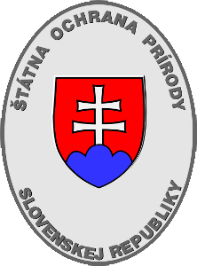 ŠTÁTNA OCHRANA PRÍRODY
SLOVENSKEJ REPUBLIKY